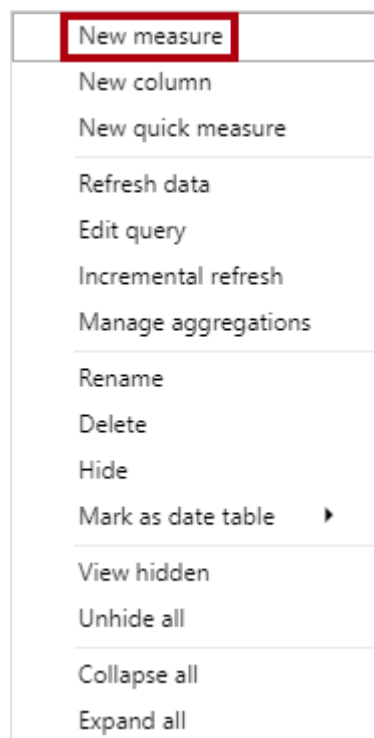 New measure
New column
New quick measure
Refresh data
Edit query
Incremental refresh
Manage aggregations
Rename
Delete
Hide
Mark as date table
View hidden
Unhide all
Collapse all
Expand all